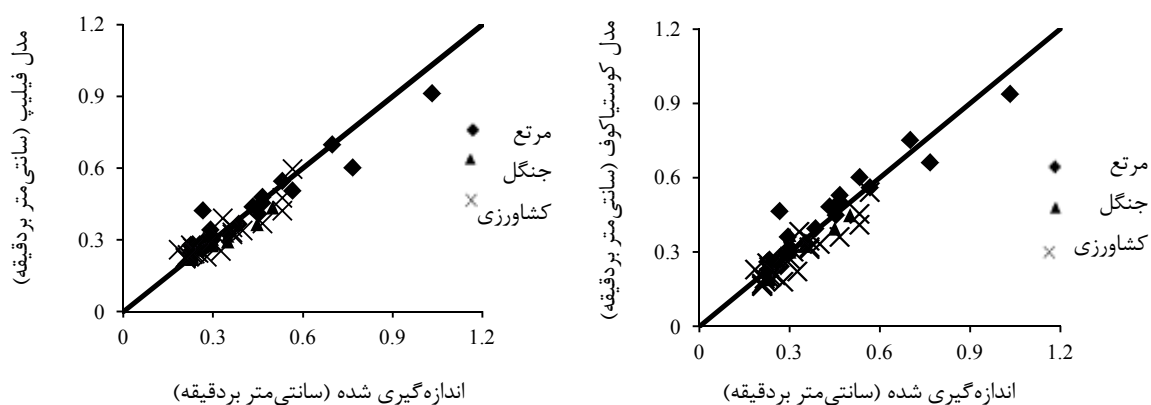 مدل فیلیپ (سانتی‌متر بردقیقه)
1.2
0.9
0.6
0.3
0
0
0.3
0.6
0.9
1.2
مرتع
جنگل
کشاورزی
اندازه‌گیری شده (سانتی‌متر بردقیقه)
مدل کوستیاکوف (سانتی‌متر بردقیقه)
1.2
0.9
0.6
0.3
0
0
0.3
0.6
0.9
1.2
مرتع
جنگل
کشاورزی
اندازه‌گیری شده (سانتی‌متر بردقیقه)